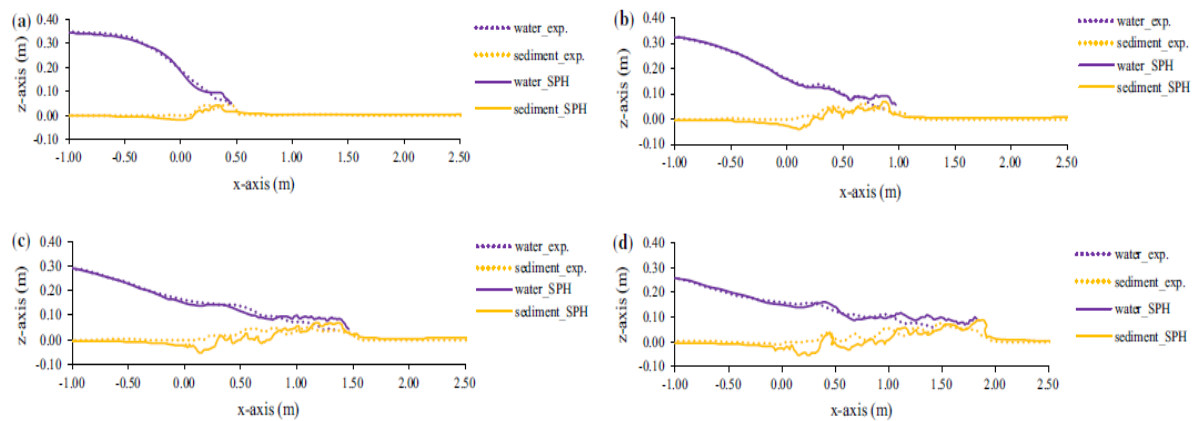 (a)
0.40
0.30
0.20
0.10
0.00
-0.10
z-axis (m)
-1.00 -0.50 0.00 0.50 1.00 1.50 2.00 2.50
x-axis (m)
water_exp.
sediment_exp.
water_SPH
sediment_SPH
(b)
0.40
0.30
0.20
0.10
0.00
-0.10
z-axis (m)
-1.00 -0.50 0.00 0.50 1.00 1.50 2.00 2.50
x-axis (m)
water_exp.
sediment_exp.
water_SPH
sediment_SPH
(c)
0.40
0.30
0.20
0.10
0.00
-0.10
z-axis (m)
-1.00 -0.50 0.00 0.50 1.00 1.50 2.00 2.50
x-axis (m)
water_exp.
sediment_exp.
water_SPH
sediment_SPH
(d)
0.40
0.30
0.20
0.10
0.00
-0.10
z-axis (m)
-1.00 -0.50 0.00 0.50 1.00 1.50 2.00 2.50
x-axis (m)
water_exp.
sediment_exp.
water_SPH
sediment_SPH